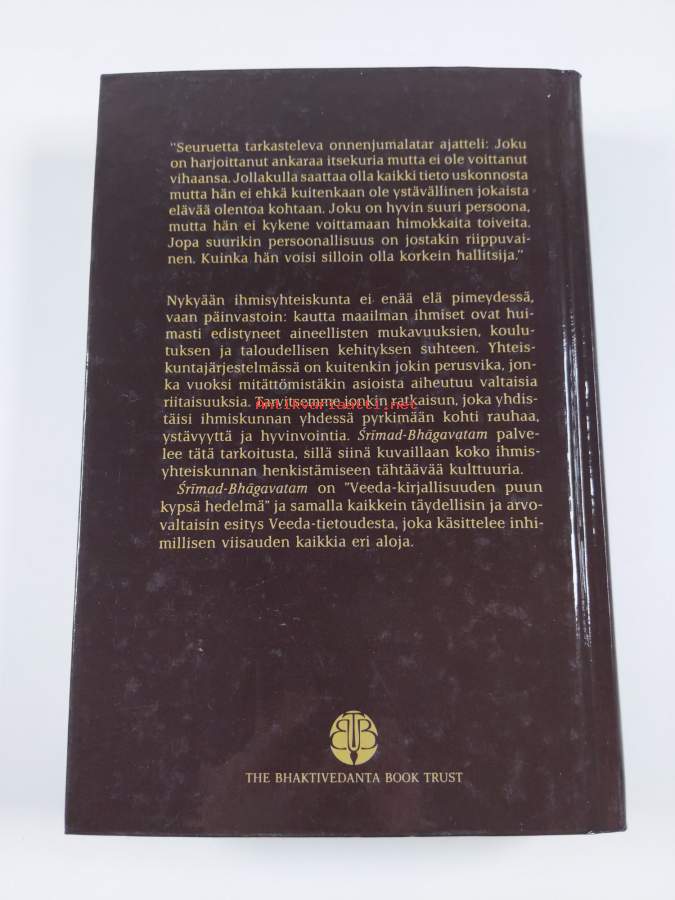 "Seuruetta tarkasteleva onnenjumalatar ajatteli: Joku
on harjoittanut ankaraa itsekuria mutta ei ole voittanut
vihaansa. Jollakulla saattaa olla kaikki tieto uskonnosta
mutta hän ei ehkä kuitenkaan ole ystävällinen jokaista
elävää olentoa kohtaan. Joku on hyvin suuri persoona,
mutta hän ei kykene voittamaan himokkaita toiveita.
Jopa suurikin persoonallisuus on jostakin riippuvai-
nen. Kuinka hän voisi silloin olla korkein hallitsija."
Nykyään ihmisyhteiskunta ei enää elä pimeydessä,
vaan päinvastoin: kautta maailman ihmiset ovat hui-
masti edistyneet aineellisten mukavuuksien, koulu-
tuksen ja taloudellisen kehityksen suhteen. Yhteis-
kuntajärjestelmässä on kuitenkin jokin perusvika, jon-
ka vuoksi mitättömistäkin asioista aiheutuu valtaisia
riitaisuuksia. Tarvitsemme jonkin ratkaisun, joka yhdis-
Antikvariaatti.net
täisi ihmiskunnan yhdessä pyrkimään kohti rauhaa,
ystävyyttä ja hyvinvointia. Śrīmad-Bhāgavatam palve-
lee tätä tarkoitusta, sillä siinä kuvaillaan koko ihmis-
yhteiskunnan henkistämiseen tähtäävää kulttuuria.
Śrīmad-Bhāgavatam on "Veeda-kirjallisuuden puun
kypsä hedelmä" ja samalla kaikkein täydellisin ja arvo-
valtaisin esitys Veeda-tietoudesta, joka käsittelee inhi-
millisen viisauden kaikkia eri aloja.
BTB
THE BHAKTIVEDANTA BOOK TRUST